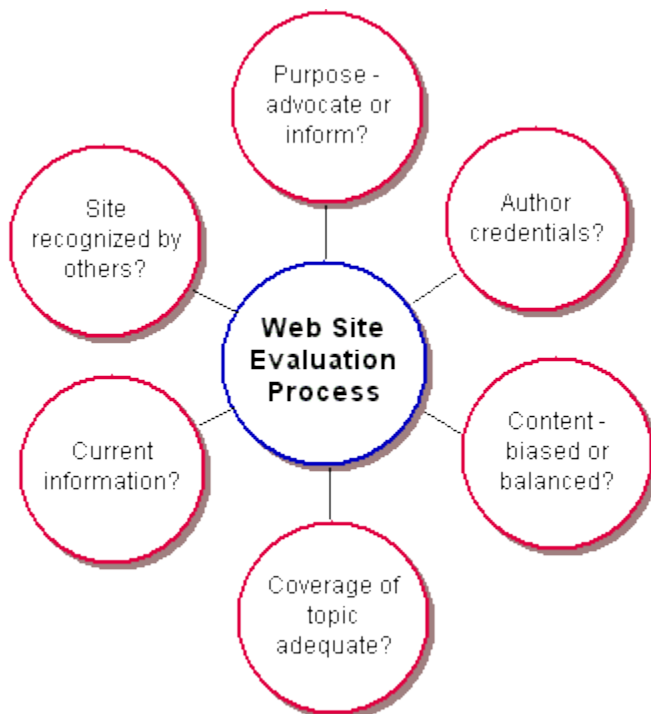 Purpose -
advocate or
inform?
Author
credentials?
Content -
biased or
balanced?
Coverage of
topic
adequate?
Current
information?
Site
recognized by
others?
Web Site
Evaluation
Process